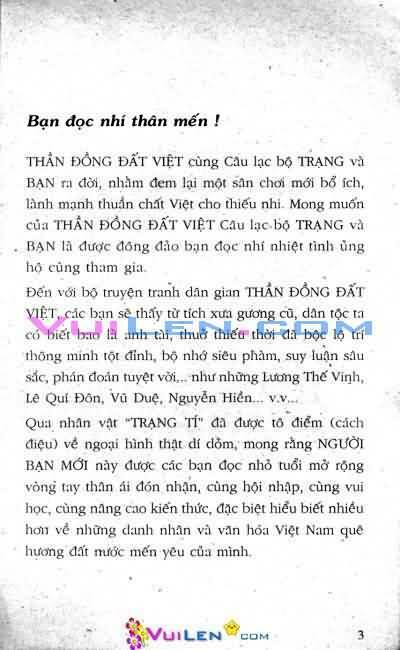 Bạn đọc nhí thân mến !
THẦN ĐỒNG ĐẤT VIỆT cùng Câu lạc bộ TRẠNG và
BẠN ra đời, nhằm đem lại một sân chơi mới bổ ích,
lành mạnh thuần chất Việt cho thiếu nhi. Mong muốn
của THẦN ĐỒNG ĐẤT VIỆT Câu lạc bộ TRẠNG và
BẠN là được đông đảo bạn đọc nhí nhiệt tình ủng
hộ cùng tham gia.
Đến với bộ truyện tranh dân gian THẦN ĐỒNG ĐẤT
VIỆT, các bạn sẽ thấy từ tích xưa gương cũ, dân tộc ta
VUILEN.COM
có biết bao là anh tài, thuở thiếu thời đã bộc lộ trí
thông minh tột đỉnh, bộ nhớ siêu phàm, suy luận sâu
sắc, phán đoán tuyệt vời... như những Lương Thế Vinh,
Lê Quí Đôn, Vũ Duệ, Nguyễn Hiền... v.v...
Qua nhân vật "TRẠNG TÍ" đã được tô điểm (cách
điệu) về ngoại hình thật dí dỏm, mong rằng NGƯỜI
BẠN MỚI này được các bạn đọc nhỏ tuổi mở rộng
vòng tay thân ái đón nhận, cùng hội nhập, cùng vui
học, cùng nâng cao kiến thức, đặc biệt hiểu biết nhiều
hơn về những danh nhân và văn hóa Việt Nam quê
hương đất nước mến yêu của mình.
VUILEN.COM
3